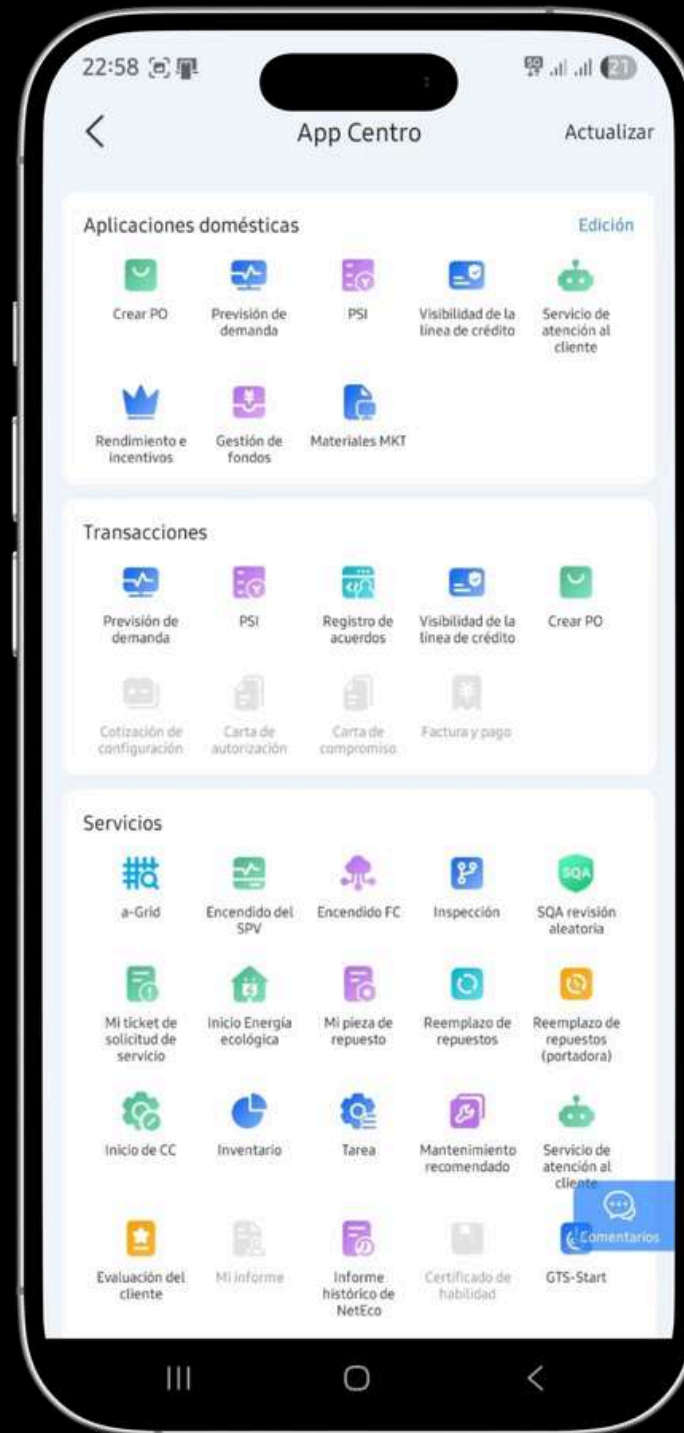 22:58
5G
21
App Centro
Actualizar
Aplicaciones domésticas
Edición
Crear PO
Previsión de
demanda
PSI
Visibilidad de la
línea de crédito
Servicio de
atención al
cliente
Rendimiento e
incentivos
Gestión de
fondos
Materiales MKT
Transacciones
Previsión de
demanda
PSI
Registro de
acuerdos
Visibilidad de la
línea de crédito
Crear PO
Cotización de
configuración
Carta de
autorización
Carta de
compromiso
Factura y pago
Servicios
a-Grid
Encendido del
SPV
Encendido FC
Inspección
SQA
SQA revisión
aleatoria
Mi ticket de
solicitud de
servicio
Inicio Energía
ecológica
Mi pieza de
repuesto
Reemplazo de
repuestos
Reemplazo de
repuestos
(portadora)
Inicio de CC
Inventario
Tarea
Mantenimiento
recomendado
Servicio de
atención al
cliente
Comentarios
Evaluación del
cliente
Mi informe
Informe
histórico de
NetEco
Certificado de
habilidad
GTS-Start